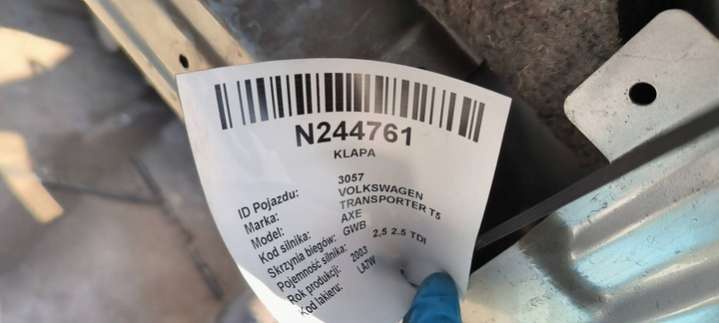 N244761
KLAPA
ID Pojazdu: 3057
Marka: VOLKSWAGEN
Model: TRANSPORTER T5
Kod silnika: AXE
Skrzynia biegów: GWB
Pojemność silnika: 2,5 2.5 TDI
Rok produkcji: 2003
Kod lakieru: LA7W